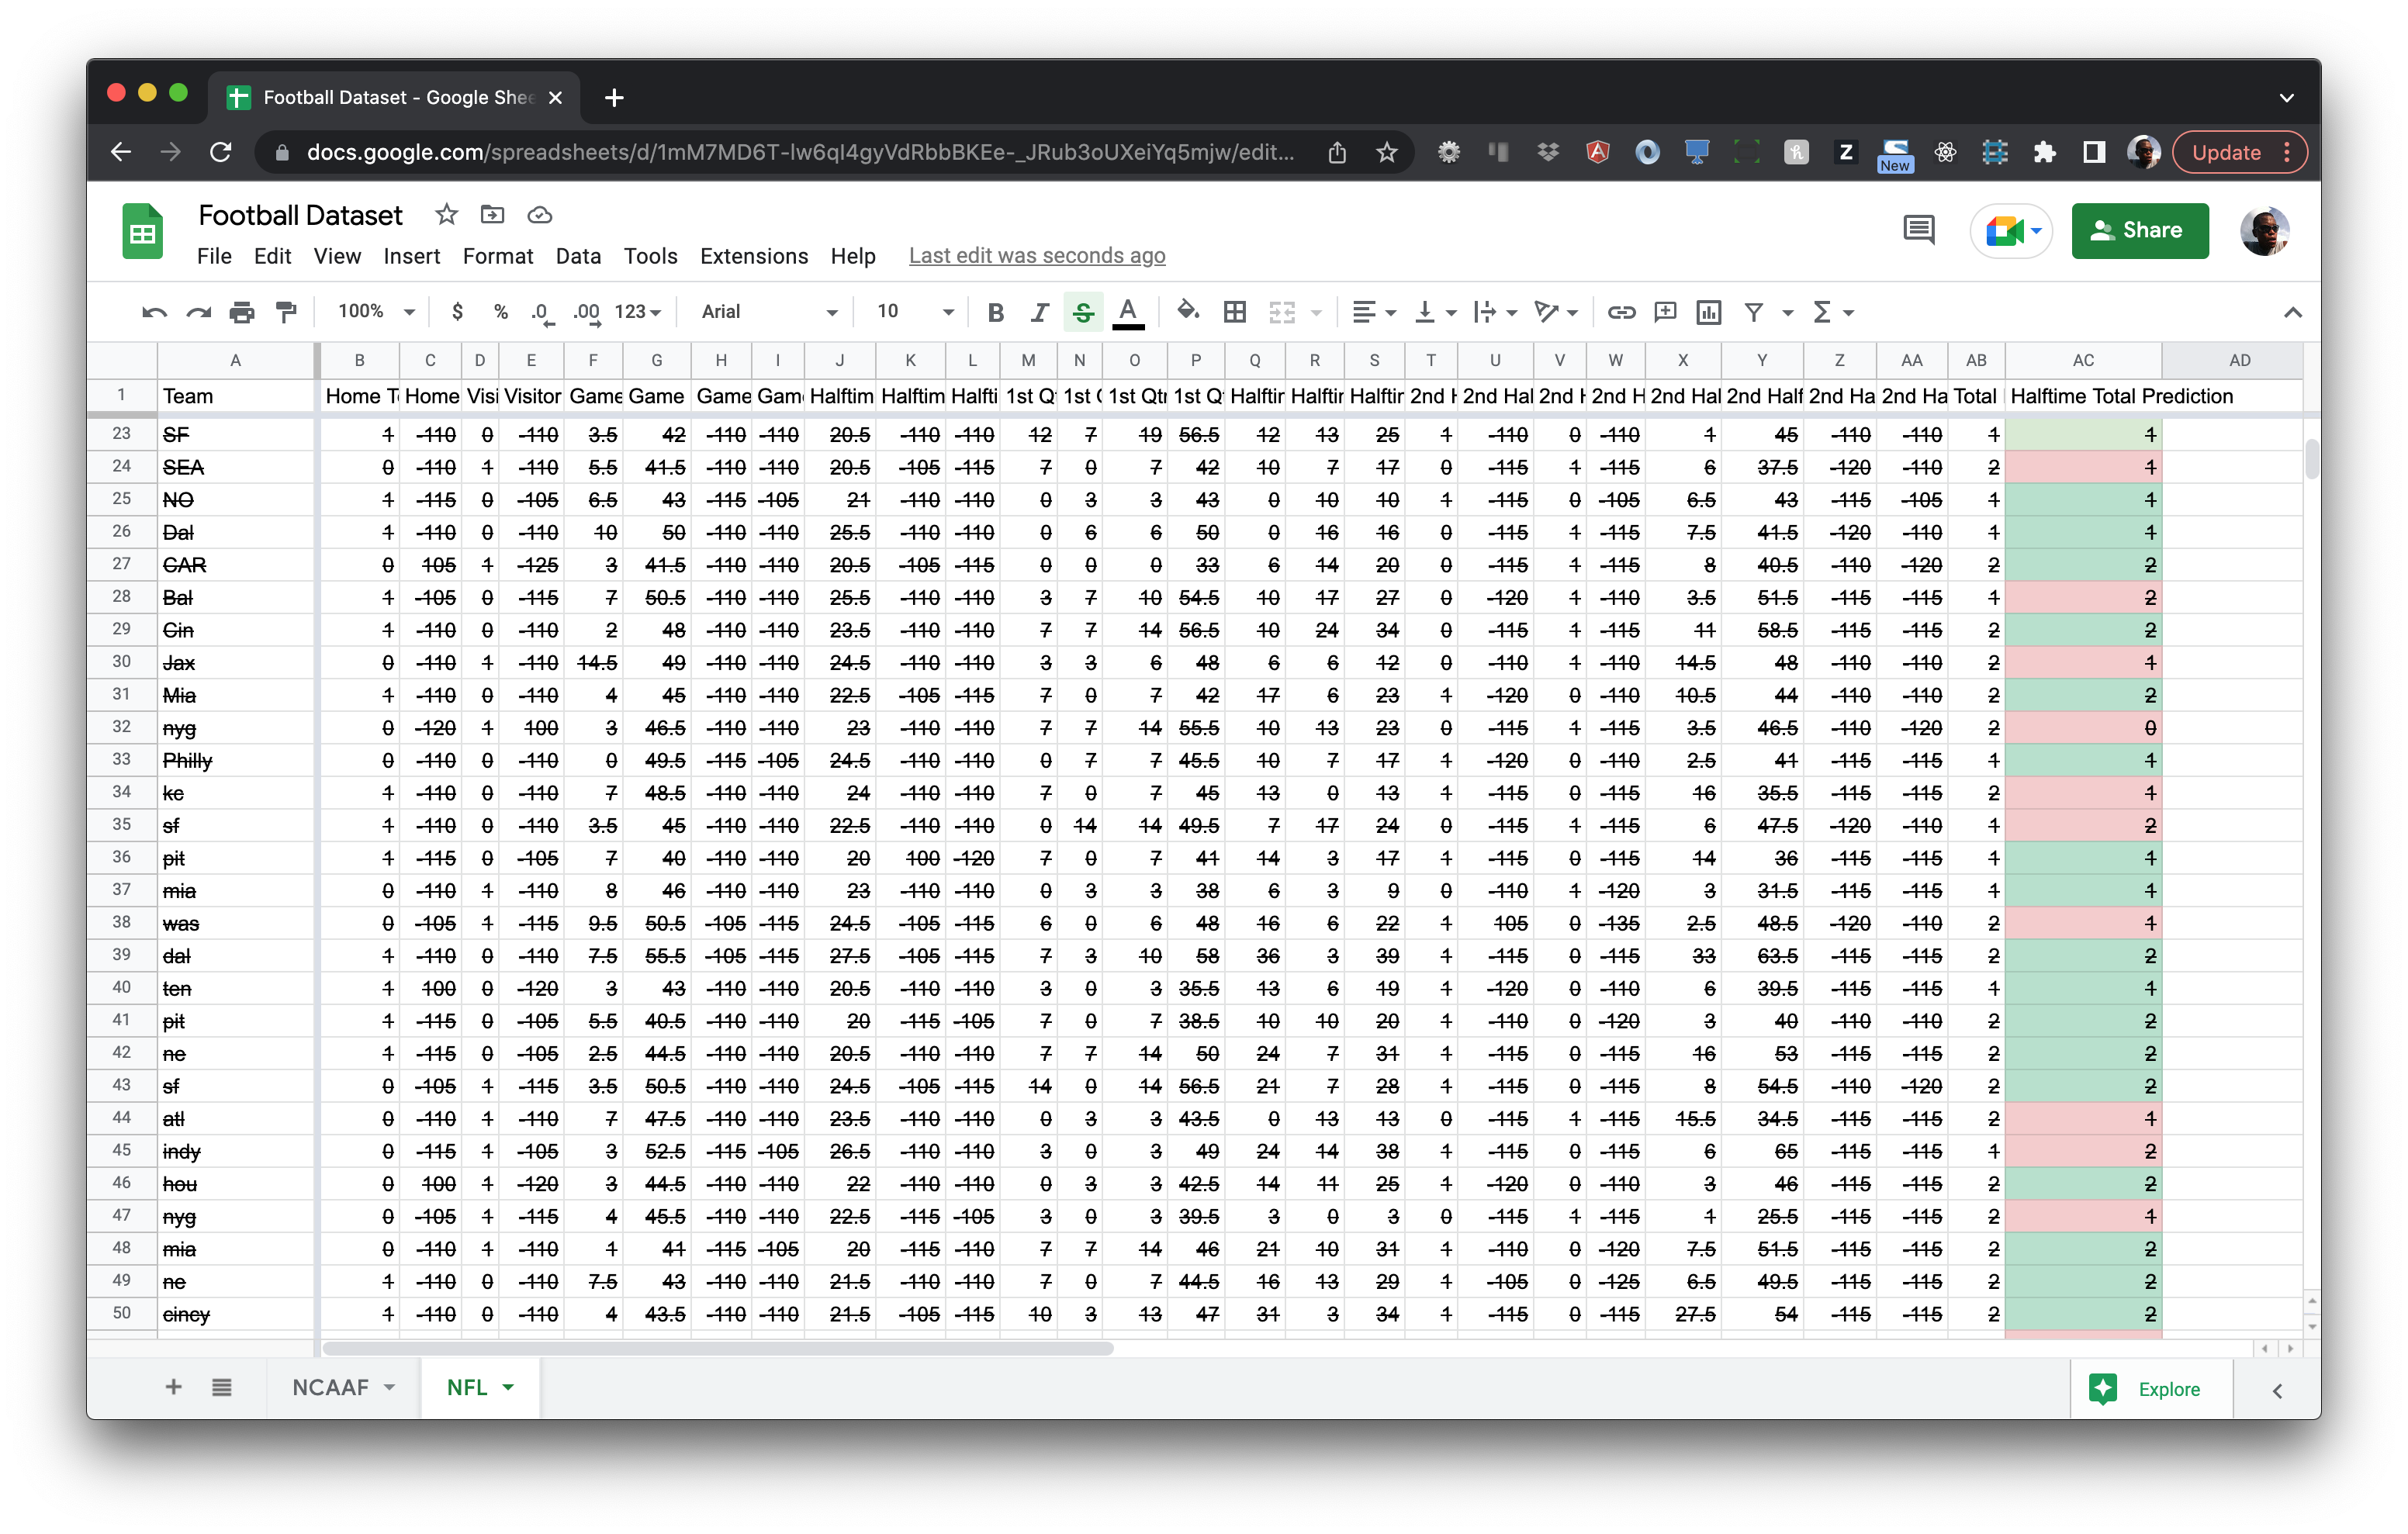 Football Dataset - Google Shee
docs.google.com/spreadsheets/d/1mM7MD6T-lw6ql4gyVdRbbBKEe-_JRub3oUXeiYq5mjw/edit... Z New Update
Football Dataset
File Edit View Insert Format Data Tools Extensions Help Last edit was seconds ago Share
100% $ % .0 .00 123 Arial 10 B I S A
A B C D E F G H I J K L M N O P Q R S T U V W X Y Z AA AB AC AD
1 Team Home T Home Visi Visitor Game Game Game Gam Halftim Halftim Halfti 1st Q 1st 1st Qtr 1st Q Halftir Halftir Halftir 2nd H 2nd Hal 2nd H 2nd H 2nd Hal 2nd Half 2nd Ha 2nd Ha Total Halftime Total Prediction
23 SF 1 -110 0 -110 3.5 42 -110 -110 20.5 -110 -110 12 7 19 56.5 12 13 25 1 -110 0 -110 1 45 -110 -110 1 1
24 SEA 0 -110 1 -110 5.5 41.5 -110 -110 20.5 -105 -115 7 0 7 42 10 7 17 0 -115 1 -115 6 37.5 -120 -110 2 1
25 NO 1 -115 0 -105 6.5 43 -115 -105 21 -110 -110 0 3 3 43 0 10 10 1 -115 0 -105 6.5 43 -115 -105 1 1
26 Dal 1 -110 0 -110 10 50 -110 -110 25.5 -110 -110 0 6 6 50 0 16 16 0 -115 1 -115 7.5 41.5 -120 -110 1 1
27 CAR 0 105 1 -125 3 41.5 -110 -110 20.5 -105 -115 0 0 0 33 6 14 20 0 -115 1 -115 8 40.5 -110 -120 2 2
28 Bal 1 -105 0 -115 7 50.5 -110 -110 25.5 -110 -110 3 7 10 54.5 10 17 27 0 -120 1 -110 3.5 51.5 -115 -115 1 2
29 Cin 1 -110 0 -110 2 48 -110 -110 23.5 -110 -110 7 7 14 56.5 10 24 34 0 -115 1 -115 11 58.5 -115 -115 2 2
30 Jax 0 -110 1 -110 14.5 49 -110 -110 24.5 -110 -110 3 3 6 48 6 6 12 0 -110 1 -110 14.5 48 -110 -110 2 1
31 Mia 1 -110 0 -110 4 45 -110 -110 22.5 -105 -115 7 0 7 42 17 6 23 1 -120 0 -110 10.5 44 -110 -110 2 2
32 nyg 0 -120 1 100 3 46.5 -110 -110 23 -110 -110 7 7 14 55.5 10 13 23 0 -115 1 -115 3.5 46.5 -110 -120 2 0
33 Philly 0 -110 0 -110 0 49.5 -115 -105 24.5 -110 -110 0 7 7 45.5 10 7 17 1 -120 0 -110 2.5 41 -115 -115 1 1
34 kc 1 -110 0 -110 7 48.5 -110 -110 24 -110 -110 7 0 7 45 13 0 13 1 -115 0 -115 16 35.5 -115 -115 2 1
35 sf 1 -110 0 -110 3.5 45 -110 -110 22.5 -110 -110 0 14 14 49.5 7 17 24 0 -115 1 -115 6 47.5 -120 -110 1 2
36 pit 1 -115 0 -105 7 40 -110 -110 20 100 -120 7 0 7 41 14 3 17 1 -115 0 -115 14 36 -115 -115 1 1
37 mia 0 -110 1 -110 8 46 -110 -110 23 -110 -110 0 3 3 38 6 3 9 0 -110 1 -120 3 31.5 -115 -115 1 1
38 was 0 -105 1 -115 9.5 50.5 -105 -115 24.5 -105 -115 6 0 6 48 16 6 22 1 105 0 -135 2.5 48.5 -120 -110 2 1
39 dal 1 -110 0 -110 7.5 55.5 -105 -115 27.5 -105 -115 7 3 10 58 36 3 39 1 -115 0 -115 33 63.5 -115 -115 2 2
40 ten 1 100 0 -120 3 43 -110 -110 20.5 -110 -110 3 0 3 35.5 13 6 19 1 -120 0 -110 6 39.5 -115 -115 1 1
41 pit 1 -115 0 -105 5.5 40.5 -110 -110 20 -115 -105 7 0 7 38.5 10 10 20 1 -110 0 -120 3 40 -110 -110 2 2
42 ne 1 -115 0 -105 2.5 44.5 -110 -110 20.5 -110 -110 7 7 14 50 24 7 31 1 -115 0 -115 16 53 -115 -115 2 2
43 sf 0 -105 1 -115 3.5 50.5 -110 -110 24.5 -105 -115 14 0 14 56.5 21 7 28 1 -115 0 -115 8 54.5 -110 -120 2 2
44 atl 0 -110 1 -110 7 47.5 -110 -110 23.5 -110 -110 0 3 3 43.5 0 13 13 0 -115 1 -115 15.5 34.5 -115 -115 2 1
45 indy 0 -115 1 -105 3 52.5 -115 -105 26.5 -110 -110 3 0 3 49 24 14 38 1 -115 0 -115 6 65 -115 -115 1 2
46 hou 0 100 1 -120 3 44.5 -110 -110 22 -110 -110 0 3 3 42.5 14 11 25 1 -120 0 -110 3 46 -115 -115 2 2
47 nyg 0 -105 1 -115 4 45.5 -110 -110 22.5 -115 -105 3 0 3 39.5 3 0 3 0 -115 1 -115 1 25.5 -115 -115 2 1
48 mia 0 -110 1 -110 1 41 -115 -105 20 -115 -110 7 7 14 46 21 10 31 1 -110 0 -120 7.5 51.5 -115 -115 2 2
49 ne 1 -110 0 -110 7.5 43 -110 -110 21.5 -110 -110 7 0 7 44.5 16 13 29 1 -105 0 -125 6.5 49.5 -115 -115 2 2
50 cincy 1 -110 0 -110 4 43.5 -110 -110 21.5 -105 -115 10 3 13 47 31 3 34 1 -115 0 -115 27.5 54 -115 -115 2 2
NCAAF NFL Explore